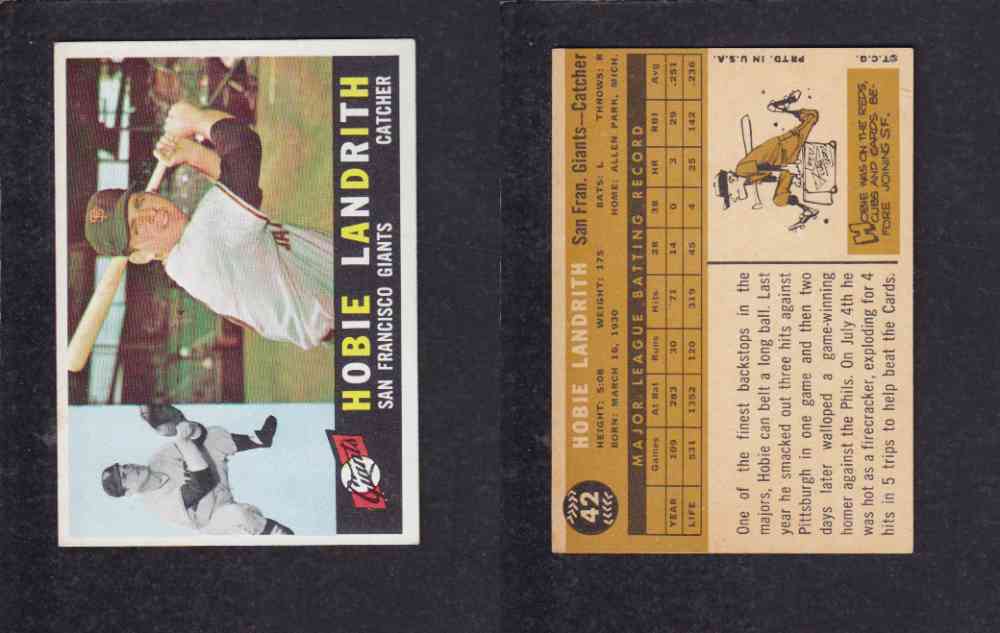 HOBIE LANDRITH
SAN FRANCISCO GIANTS CATCHER
Giants
SF
42
HOBIE LANDRITH San Fran. Giants—Catcher
HEIGHT: 5:08 WEIGHT: 175 BATS: L THROWS: R
BORN: MARCH 16, 1930 HOME: ALLEN PARK, MICH.
MAJOR LEAGUE BATTING RECORD
Games At Bat Runs Hits 2B 3B HR RBI Avg
YEAR 109 283 30 71 14 0 3 29 .251
LIFE 531 1352 120 319 45 4 25 142 .236
One of the finest backstops in the
majors, Hobie can belt a long ball. Last
year he smacked out three hits against
Pittsburgh in one game and then two
days later walloped a game-winning
homer against the Phils. On July 4th he
was hot as a firecracker, exploding for 4
hits in 5 trips to help beat the Cards.
HOBIE WAS ON THE REDS,
CUBS AND CARDS BE-
FORE JOINING S.F.
©T.C.G. PRTD. IN U.S.A.